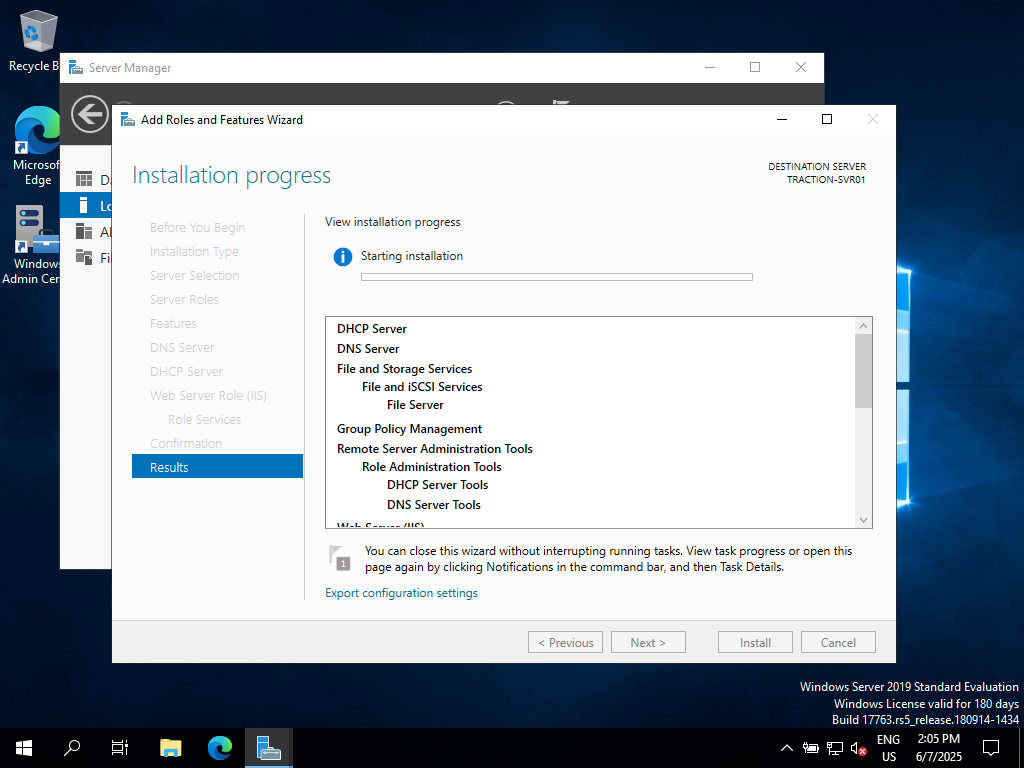 Recycle B
Server Manager
Add Roles and Features Wizard
Microsof
Edge
Installation progress
DESTINATION SERVER
TRACTION-SVR01
D
Lo
Al
Fi
Windows
Admin Cen
Before You Begin
Installation Type
Server Selection
Server Roles
Features
DNS Server
DHCP Server
Web Server Role (IIS)
Role Services
Confirmation
Results
View installation progress
Starting installation
DHCP Server
DNS Server
File and Storage Services
File and iSCSI Services
File Server
Group Policy Management
Remote Server Administration Tools
Role Administration Tools
DHCP Server Tools
DNS Server Tools
Web Server (IIS)
1
You can close this wizard without interrupting running tasks. View task progress or open this
page again by clicking Notifications in the command bar, and then Task Details.
Export configuration settings
< Previous
Next >
Install
Cancel
Windows Server 2019 Standard Evaluation
Windows License valid for 180 days
Build 17763.rs5_release.180914-1434
ENG
US
2:05 PM
6/7/2025